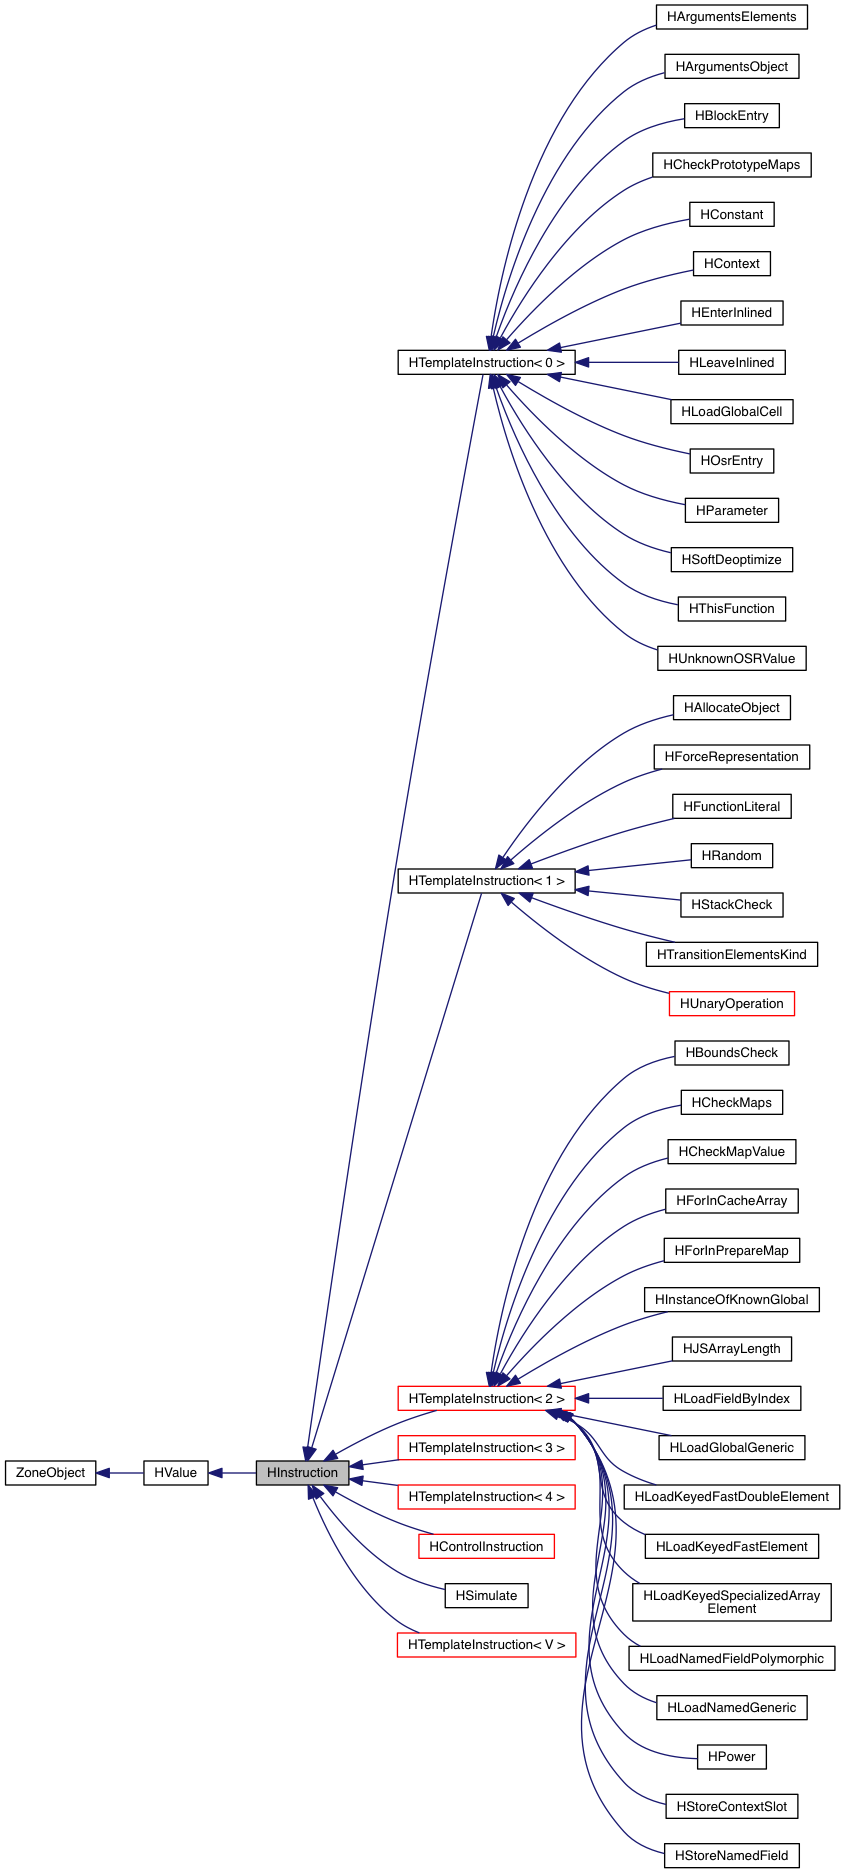 HArgumentsElements
HArgumentsObject
HBlockEntry
HCheckPrototypeMaps
HConstant
HContext
HEnterInlined
HTemplateInstruction< 0 >
HLeaveInlined
HLoadGlobalCell
HOsrEntry
HParameter
HSoftDeoptimize
HThisFunction
HUnknownOSRValue
HAllocateObject
HForceRepresentation
HFunctionLiteral
HRandom
HTemplateInstruction< 1 >
HStackCheck
HTransitionElementsKind
HUnaryOperation
HBoundsCheck
HCheckMaps
HCheckMapValue
HForInCacheArray
HForInPrepareMap
HInstanceOfKnownGlobal
HJSArrayLength
HTemplateInstruction< 2 >
HLoadFieldByIndex
HTemplateInstruction< 3 >
HLoadGlobalGeneric
ZoneObject
HValue
HInstruction
HTemplateInstruction< 4 >
HLoadKeyedFastDoubleElement
HControlInstruction
HLoadKeyedFastElement
HSimulate
HLoadKeyedSpecializedArray
Element
HTemplateInstruction< V >
HLoadNamedFieldPolymorphic
HLoadNamedGeneric
HPower
HStoreContextSlot
HStoreNamedField